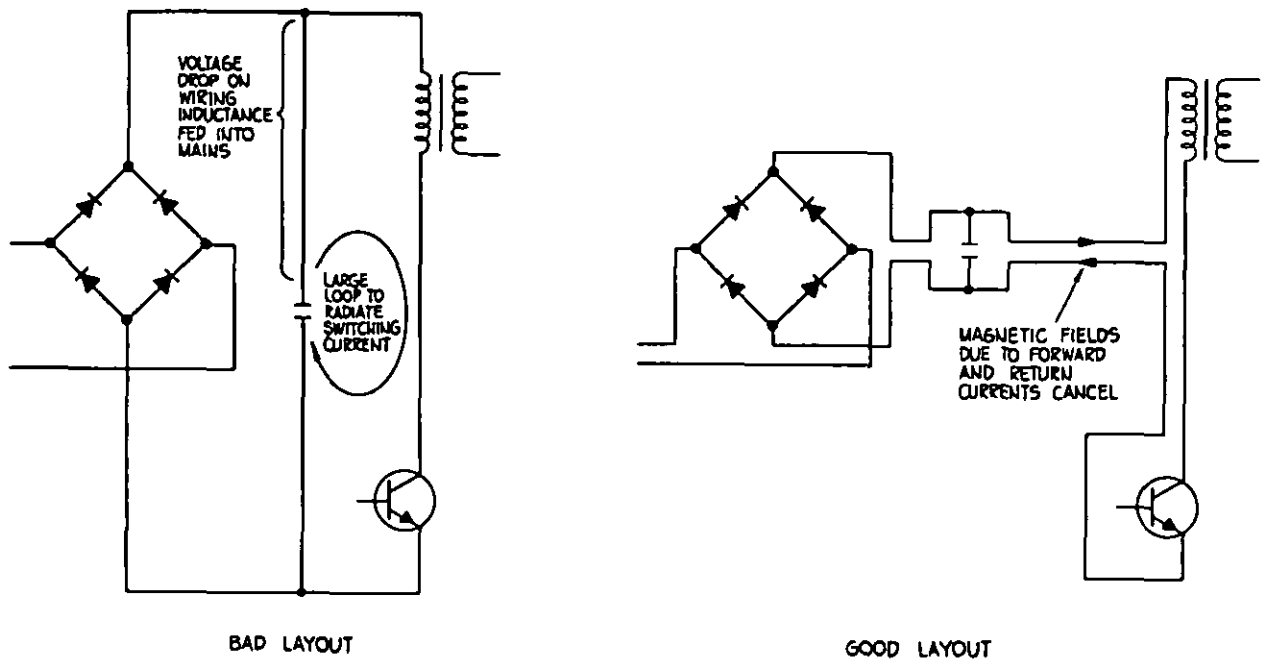 VOLTAGE
DROP ON
WIRING
INDUCTANCE
FED INTO
MAINS
LARGE
LOOP TO
RADIATE
SWITCHING
CURRENT
BAD LAYOUT
MAGNETIC FIELDS
DUE TO FORWARD
AND RETURN
CURRENTS CANCEL
GOOD LAYOUT